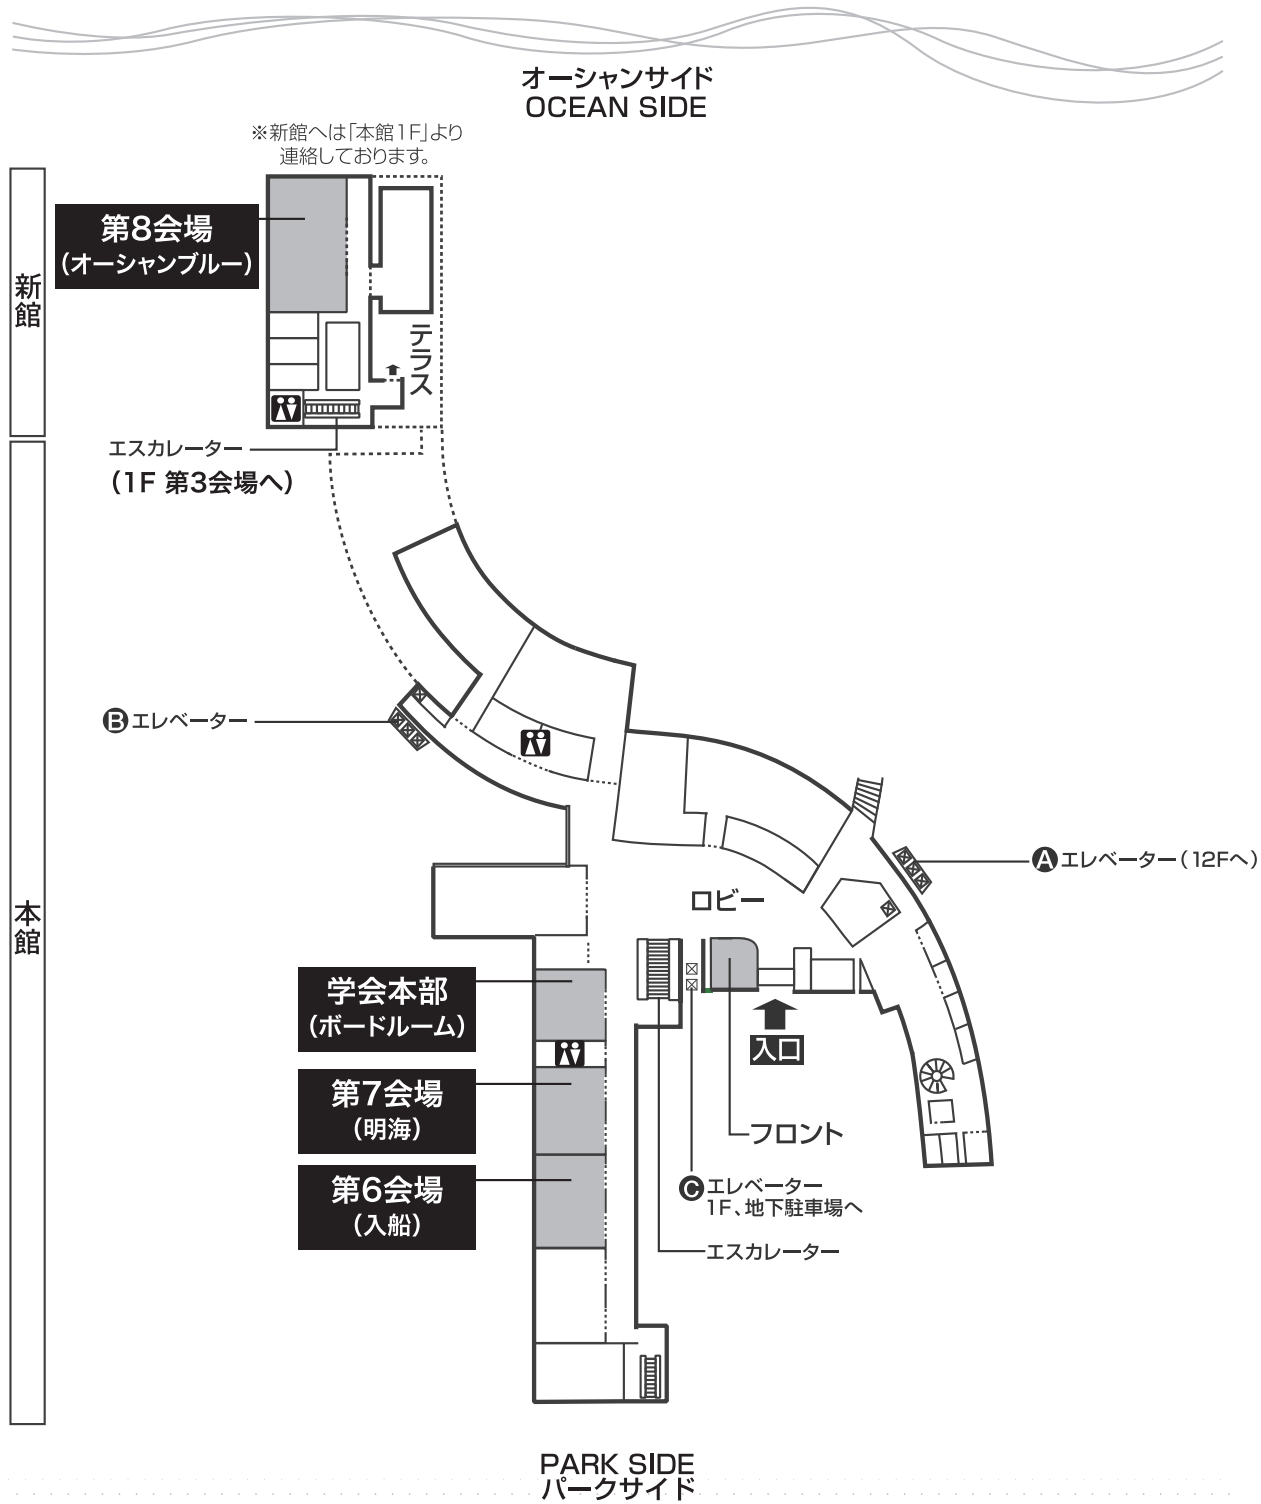 オーシャンサイド
OCEAN SIDE
※新館へは「本館1F」より
連絡しております。
新館
第8会場
(オーシャンブルー)
テラス
エスカレーター
(1F 第3会場へ)
本館
Bエレベーター
Aエレベーター(12Fへ)
ロビー
学会本部
(ボードルーム)
入口
第7会場
(明海)
フロント
第6会場
(入船)
Cエレベーター
1F、地下駐車場へ
エスカレーター
PARK SIDE
パークサイド